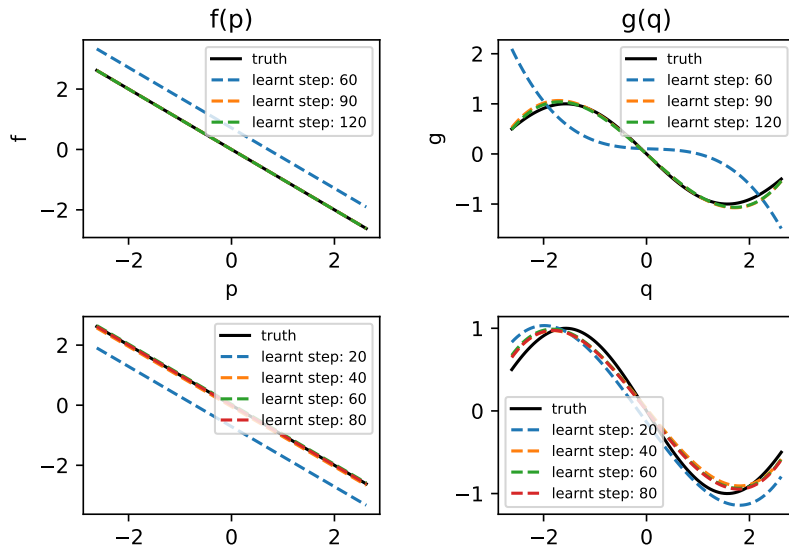 f(p)
g(q)
f
2
0
−2
truth
learnt step: 60
learnt step: 90
learnt step: 120
−2
0
2
p
g
2
1
0
−1
truth
learnt step: 60
learnt step: 90
learnt step: 120
−2
0
2
q
2
0
−2
truth
learnt step: 20
learnt step: 40
learnt step: 60
learnt step: 80
−2
0
2
1
0
−1
truth
learnt step: 20
learnt step: 40
learnt step: 60
learnt step: 80
−2
0
2